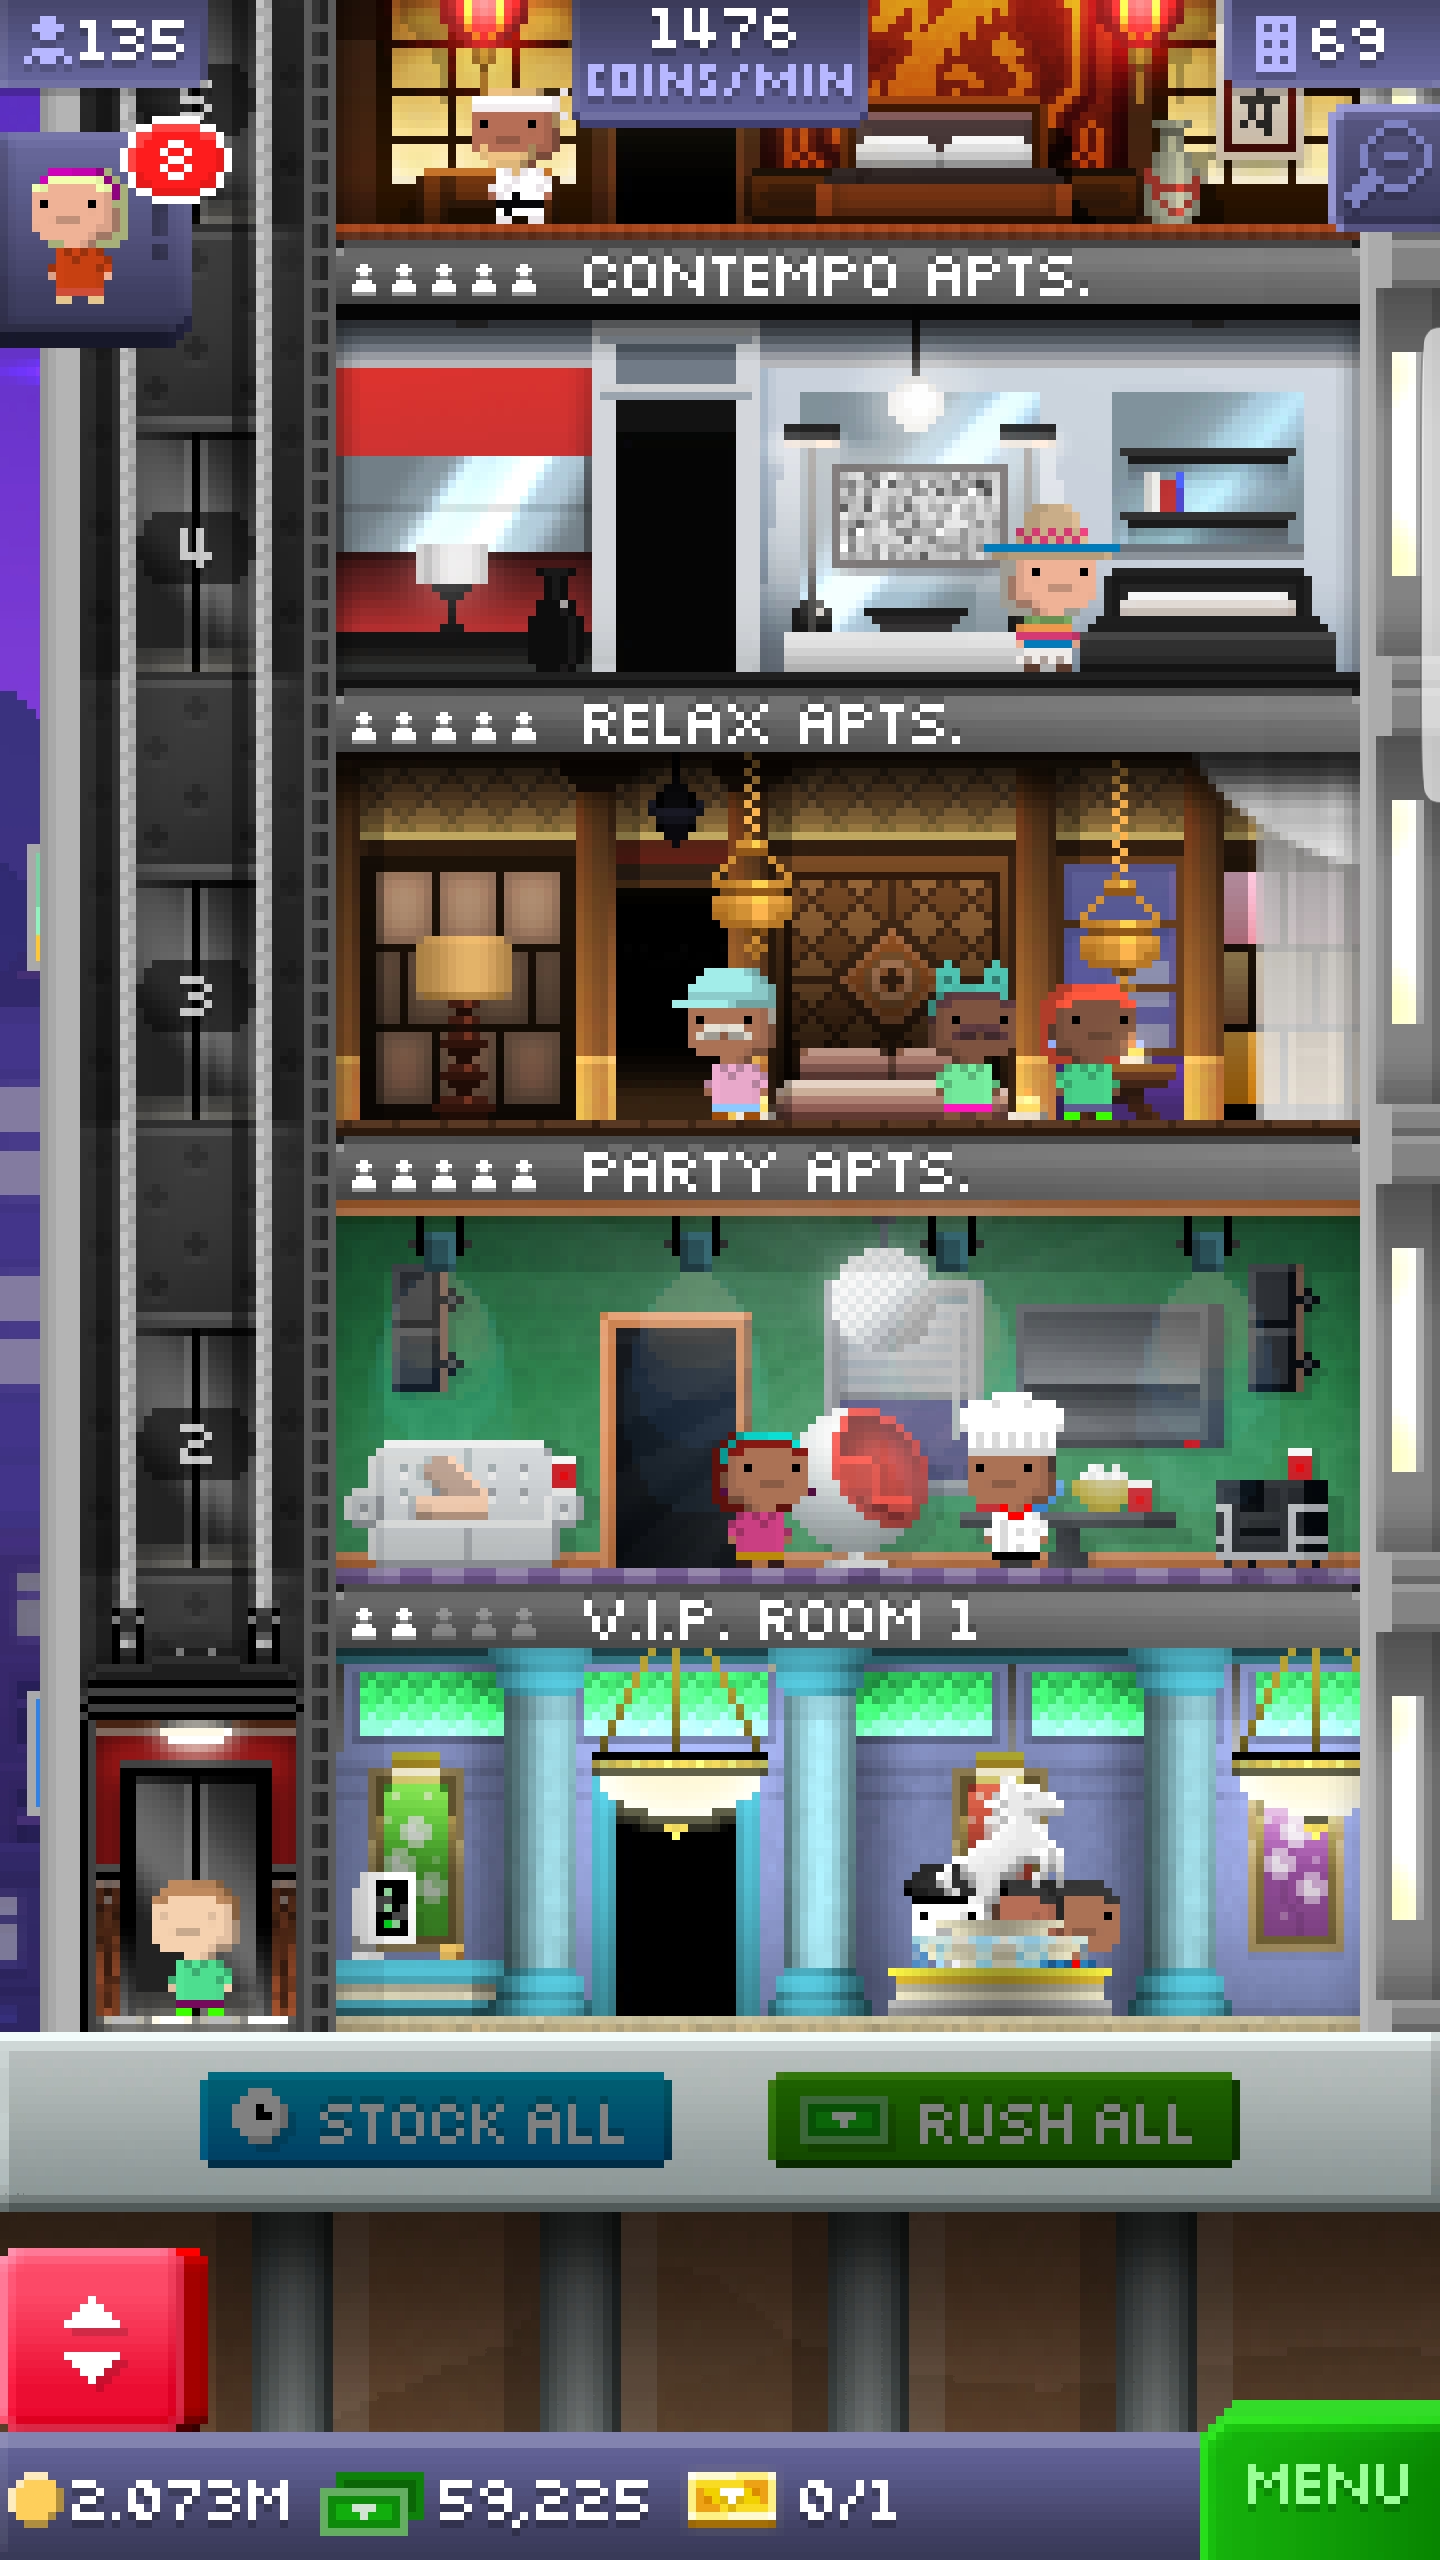 135
1476
COINS/MIN
69
5
8
CONTEMPO APTS.
4
RELAX APTS.
3
PARTY APTS.
2
V.I.P. ROOM 1
STOCK ALL
RUSH ALL
2.073M
59,225
0/1
MENU